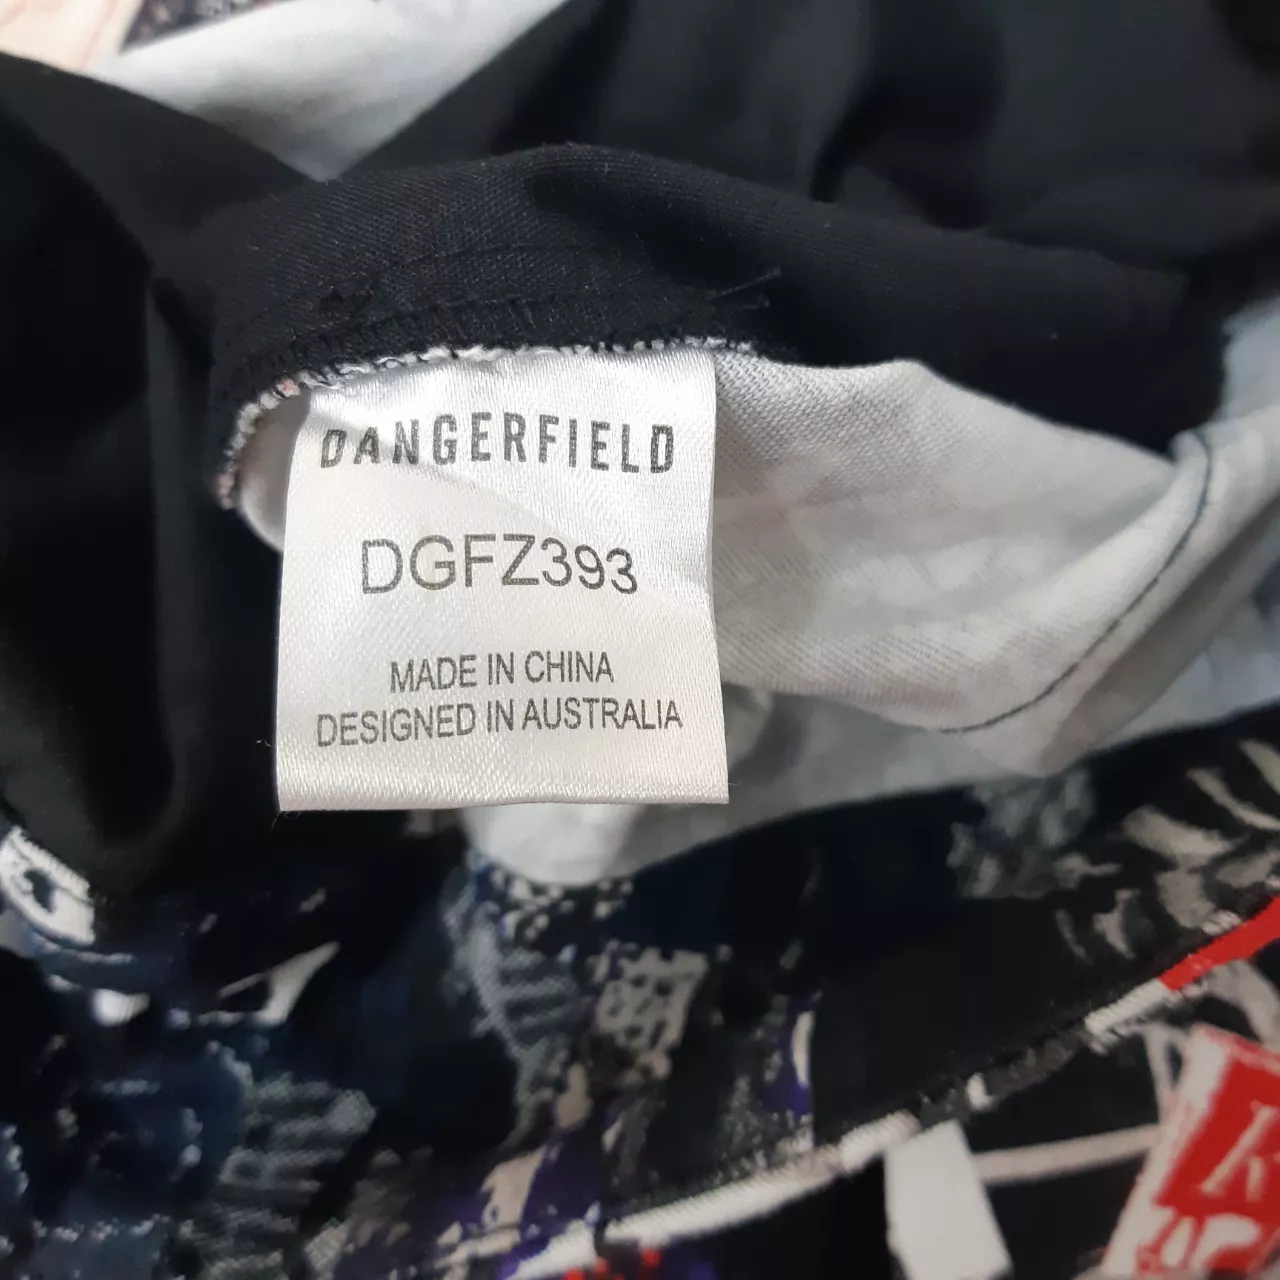 DANGERFIELD
DGFZ393
MADE IN CHINA
DESIGNED IN AUSTRALIA